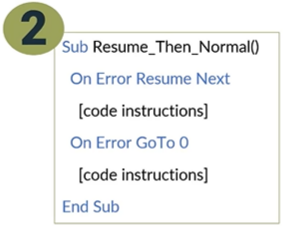 2
Sub Resume_Then_Normal()
On Error Resume Next
[code instructions]
On Error GoTo 0
[code instructions]
End Sub